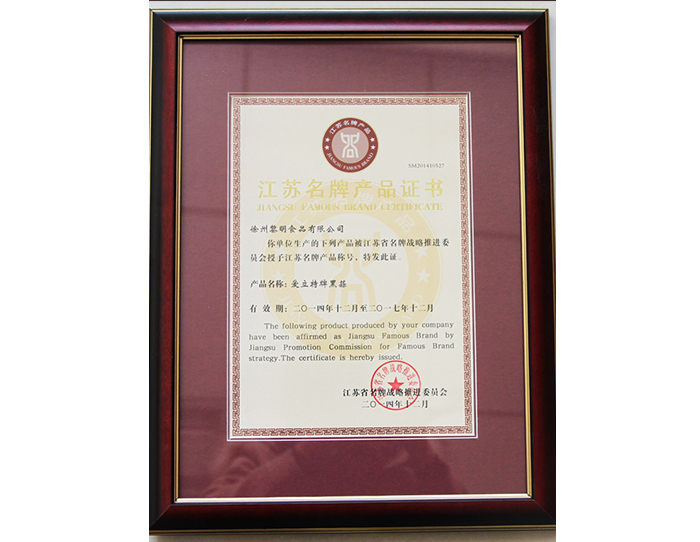 江苏名牌产品
JIANGSU FAMOUS BRAND
江苏名牌产品证书
JIANGSU FAMOUS BRAND CERTIFICATE
徐州黎明食品有限公司
你单位生产的下列产品被江苏省名牌战略推进委
员会授予江苏名牌产品称号，特发此证。
产品名称：爱立特牌黑蒜
有 效 期：二〇一四年十二月至二〇一七年十二月
The following product produced by your company
have been affirmed as Jiangsu Famous Brand by
Jiangsu Promotion Commission for Famous Brand
strategy.The certificate is hereby issued.
江苏省名牌战略推进委员会
二〇一四年十二月